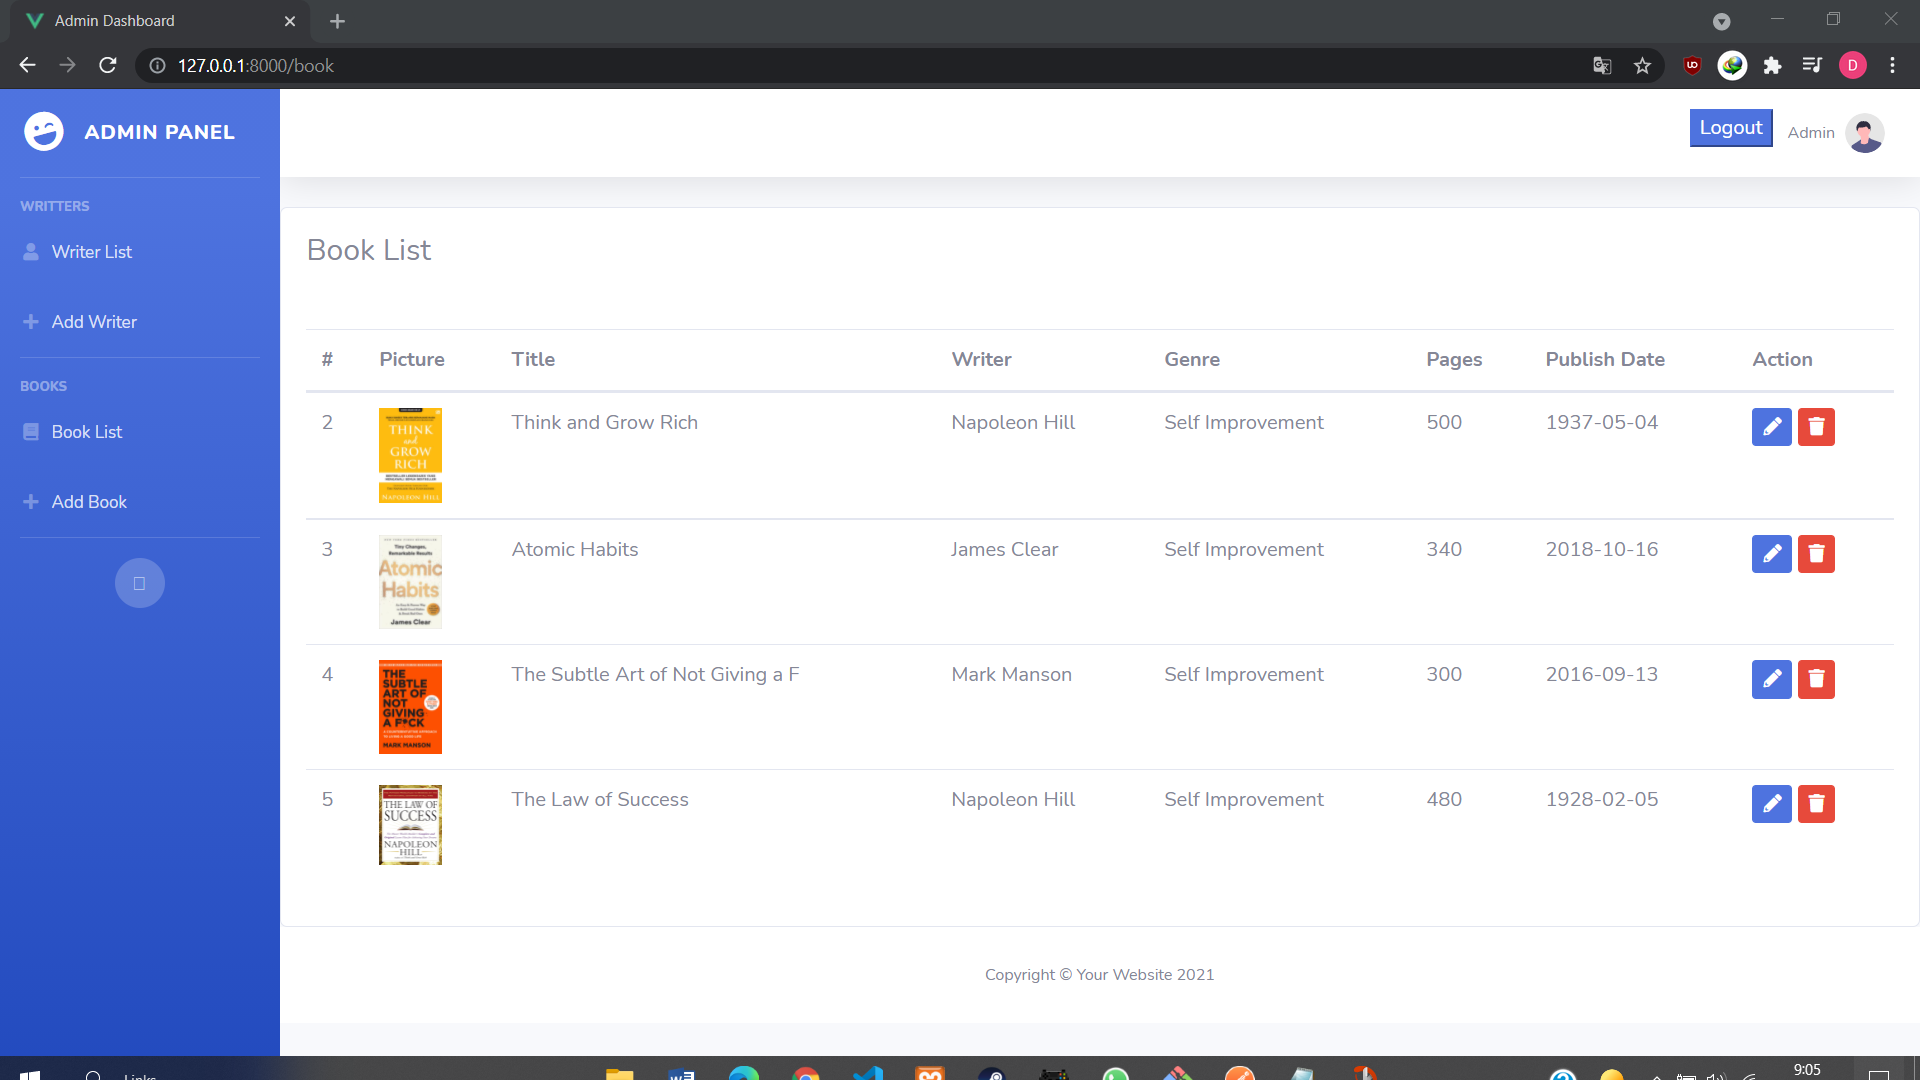 Admin Dashboard
127.0.0.1:8000/book
D
ADMIN PANEL
Logout
Admin
WRITTERS
Writer List
Add Writer
BOOKS
Book List
Add Book
Book List
# Picture Title Writer Genre Pages Publish Date Action
2 Think and Grow Rich Napoleon Hill Self Improvement 500 1937-05-04
THINK
and
GROW
RICH
NAPOLEON HILL
3 Atomic Habits James Clear Self Improvement 340 2018-10-16
Tiny Changes,
Remarkable Results
Atomic
Habits
James Clear
4 The Subtle Art of Not Giving a F Mark Manson Self Improvement 300 2016-09-13
THE
SUBTLE
ART OF
NOT
GIVING
A F*CK
MARK MANSON
5 The Law of Success Napoleon Hill Self Improvement 480 1928-02-05
THE LAW OF
SUCCESS
NAPOLEON
HILL
Copyright © Your Website 2021
Links
9:05